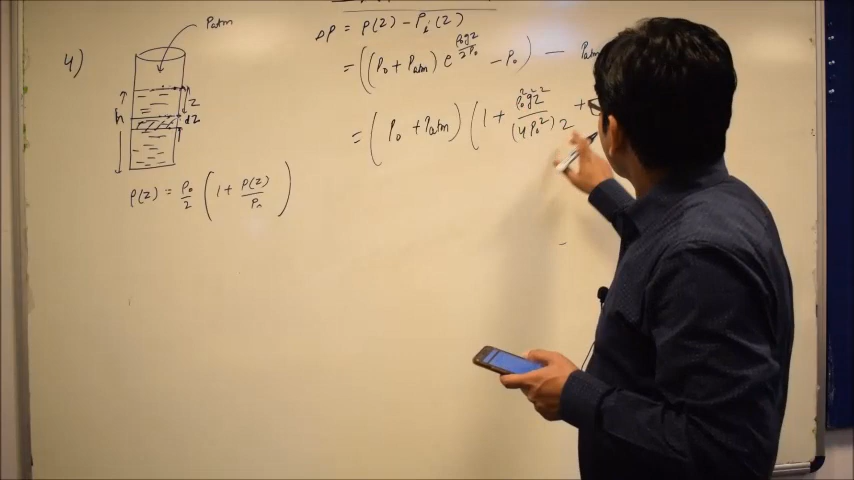 Patm
ΔP = P(z) − Pi(z)
4)
= ((P0 + Patm) e^(ρ0gz/2P0) − P0) − Patm
z
h
dz
= (P0 + Patm) (1 + ρ0²g²z²/(4P0²)2 +
ρ(z) = ρ0/2 (1 + P(z)/P0)